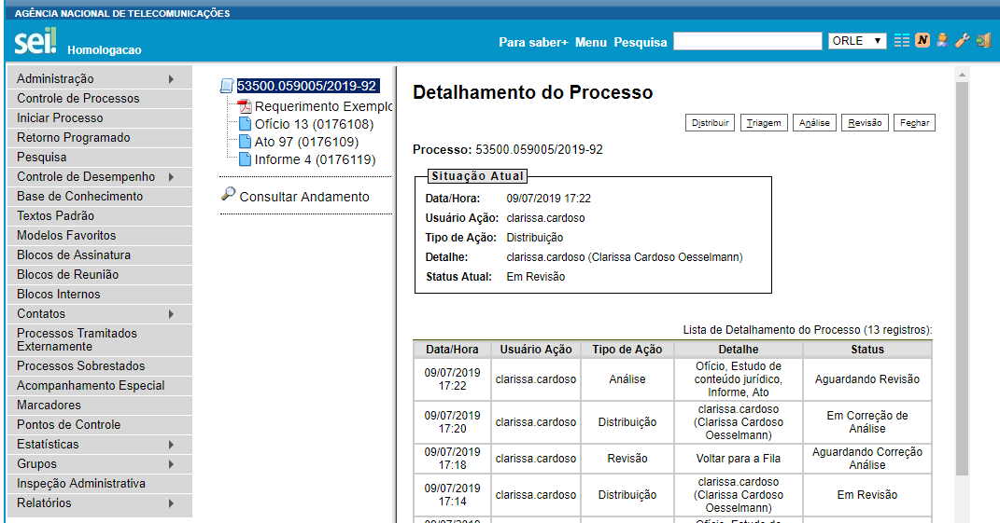 AGÊNCIA NACIONAL DE TELECOMUNICAÇÕES
sei!
Homologacao
Para saber+ Menu Pesquisa
ORLE
N
Administração
Controle de Processos
Iniciar Processo
Retorno Programado
Pesquisa
Controle de Desempenho
Base de Conhecimento
Textos Padrão
Modelos Favoritos
Blocos de Assinatura
Blocos de Reunião
Blocos Internos
Contatos
Processos Tramitados
Externamente
Processos Sobrestados
Acompanhamento Especial
Marcadores
Pontos de Controle
Estatísticas
Grupos
Inspeção Administrativa
Relatórios
53500.059005/2019-92
Requerimento Exemplo
Ofício 13 (0176108)
Ato 97 (0176109)
Informe 4 (0176119)
Consultar Andamento
Detalhamento do Processo
Distribuir Triagem Análise Revisão Fechar
Processo: 53500.059005/2019-92
Situação Atual
Data/Hora: 09/07/2019 17:22
Usuário Ação: clarissa.cardoso
Tipo de Ação: Distribuição
Detalhe: clarissa.cardoso (Clarissa Cardoso Oesselmann)
Status Atual: Em Revisão
Lista de Detalhamento do Processo (13 registros):
Data/Hora Usuário Ação Tipo de Ação Detalhe Status
09/07/2019
17:22
clarissa.cardoso
Análise
Ofício, Estudo de
conteúdo jurídico,
Informe, Ato
Aguardando Revisão
09/07/2019
17:20
clarissa.cardoso
Distribuição
clarissa.cardoso
(Clarissa Cardoso
Oesselmann)
Em Correção de
Análise
09/07/2019
17:18
clarissa.cardoso
Revisão
Voltar para a Fila
Aguardando Correção
Análise
09/07/2019
17:14
clarissa.cardoso
Distribuição
clarissa.cardoso
(Clarissa Cardoso
Oesselmann)
Em Revisão
09/07/2019
Ofício, Estudo de